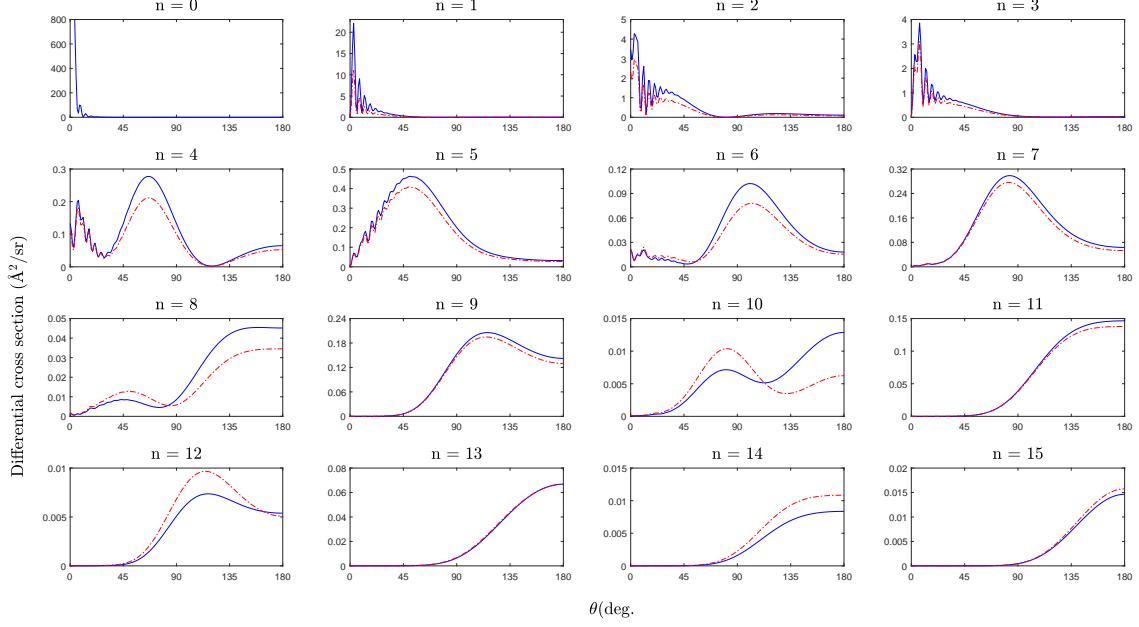 n = 0
n = 1
n = 2
n = 3
800
600
400
200
0
0 45 90 135 180
20
15
10
5
0
0 45 90 135 180
5
4
3
2
1
0
0 45 90 135 180
4
3
2
1
0
0 45 90 135 180
n = 4
n = 5
n = 6
n = 7
0.3
0.2
0.1
0
0 45 90 135 180
0.5
0.4
0.3
0.2
0.1
0
0 45 90 135 180
0.12
0.09
0.06
0.03
0
0 45 90 135 180
0.32
0.24
0.16
0.08
0
0 45 90 135 180
Differential cross section (Å²/sr)
n = 8
n = 9
n = 10
n = 11
0.05
0.04
0.03
0.02
0.01
0
0 45 90 135 180
0.24
0.18
0.12
0.06
0
0 45 90 135 180
0.015
0.01
0.005
0
0 45 90 135 180
0.15
0.1
0.05
0
0 45 90 135 180
n = 12
n = 13
n = 14
n = 15
0.01
0.005
0
0 45 90 135 180
0.08
0.06
0.04
0.02
0
0 45 90 135 180
0.015
0.01
0.005
0
0 45 90 135 180
0.02
0.015
0.01
0.005
0
0 45 90 135 180
θ(deg.